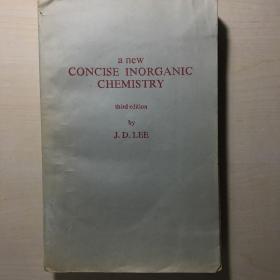 a new
CONCISE INORGANIC
CHEMISTRY
third edition
by
J. D. LEE